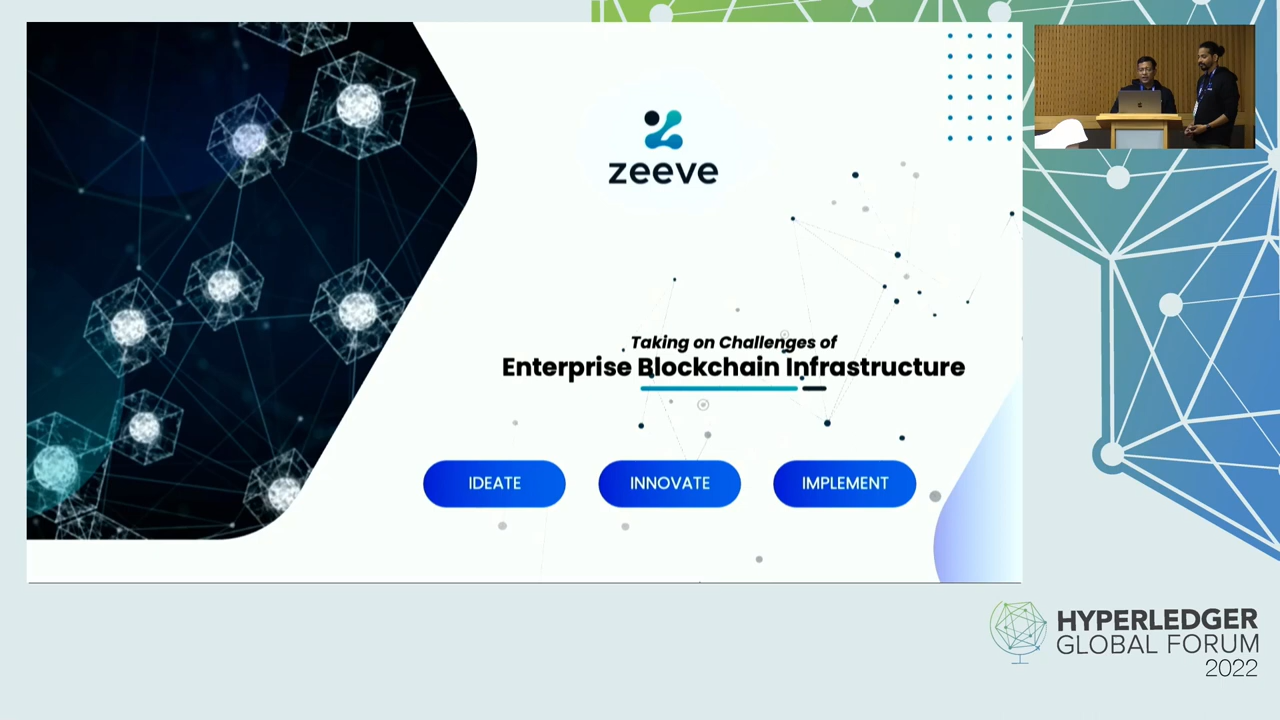 zeeve
Taking on Challenges of
Enterprise Blockchain Infrastructure
IDEATE
INNOVATE
IMPLEMENT
HYPERLEDGER
GLOBAL FORUM
2022